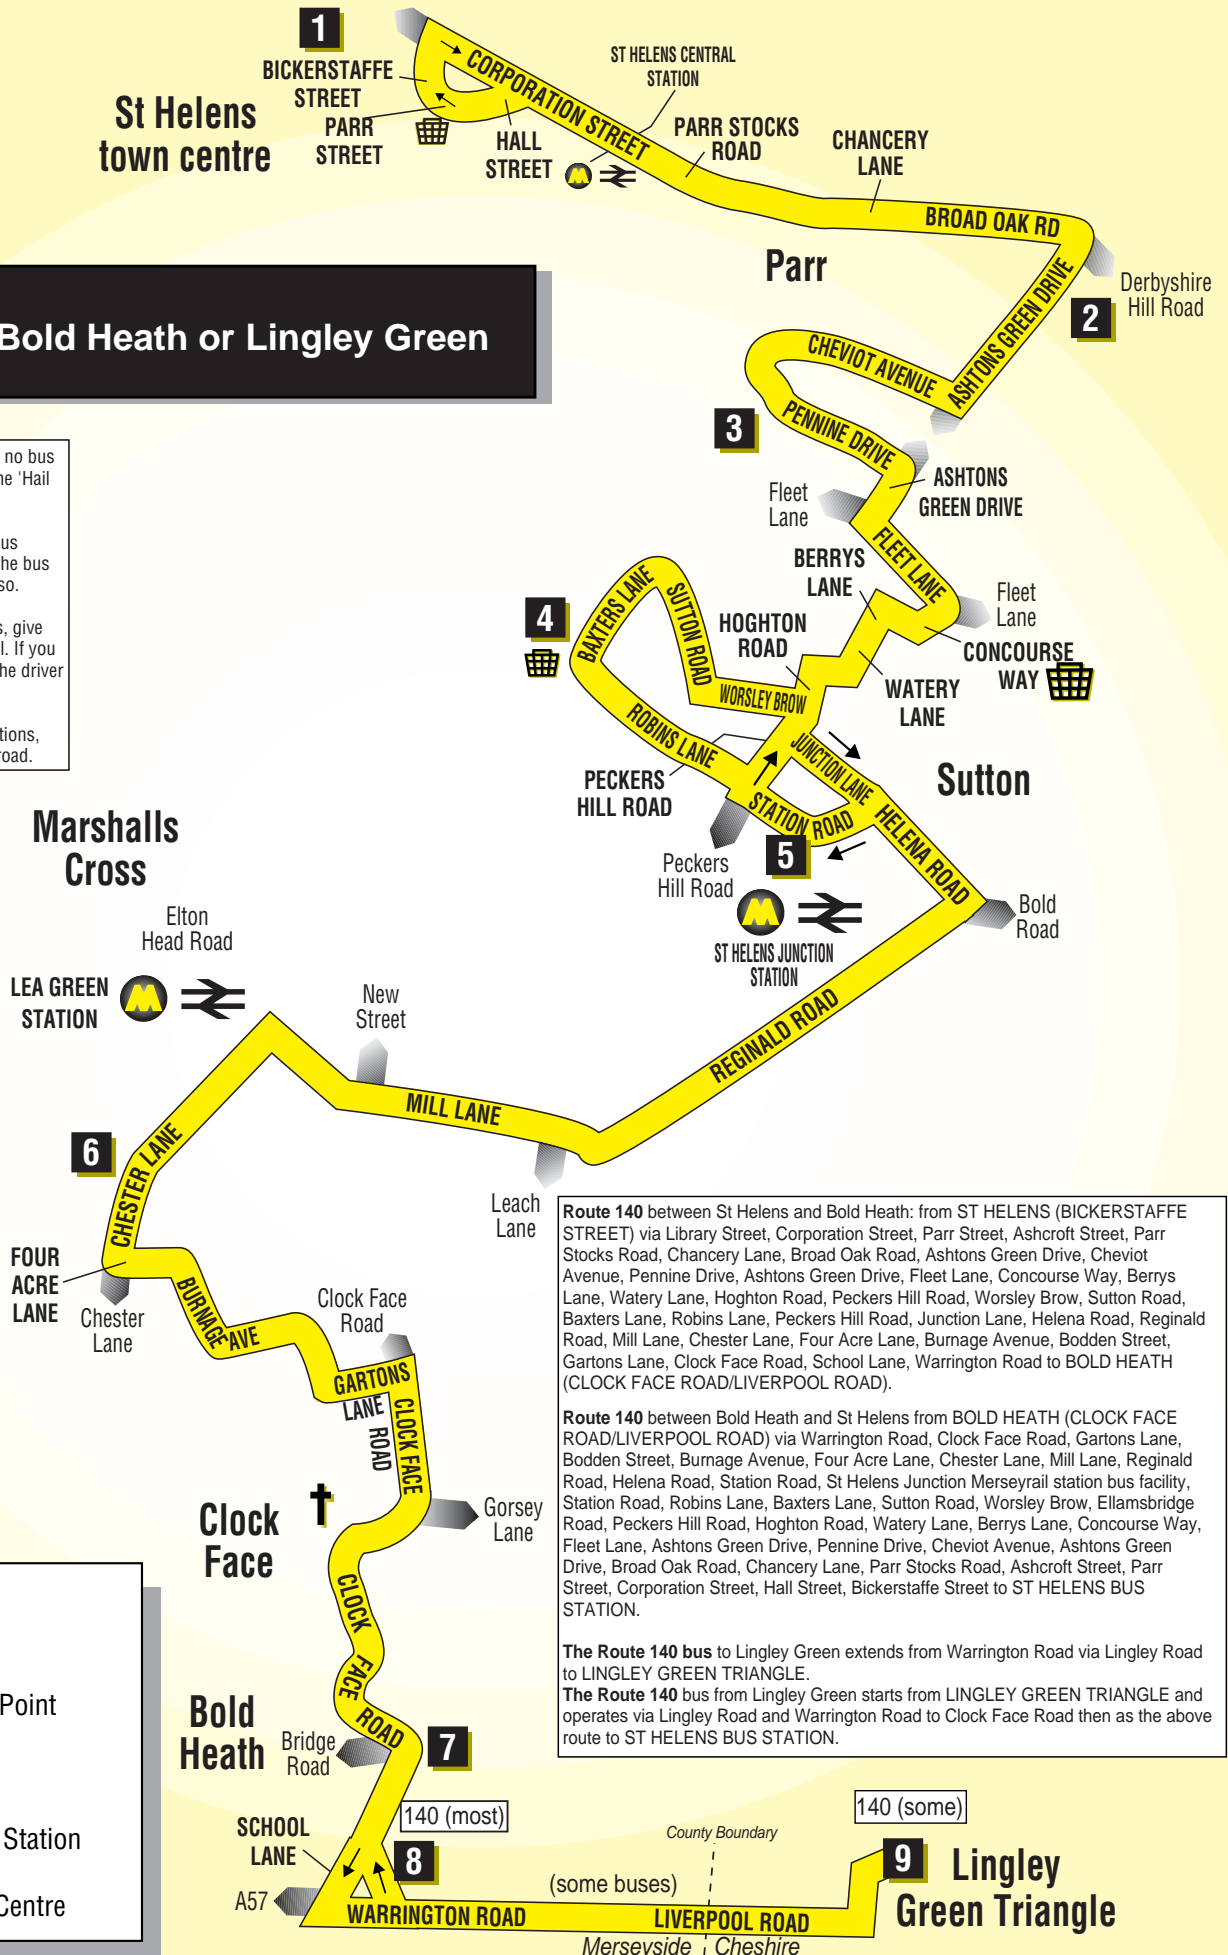 1
BICKERSTAFFE
STREET
PARR
STREET
St Helens
town centre
CORPORATION STREET
HALL
STREET
ST HELENS CENTRAL
STATION
PARR STOCKS
ROAD
CHANCERY
LANE
BROAD OAK RD
Parr
Derbyshire
Hill Road
2
ASHTONS GREEN DRIVE
Bold Heath or Lingley Green
CHEVIOT AVENUE
3
PENNINE DRIVE
ASHTONS
GREEN DRIVE
Fleet
Lane
no bus
ne 'Hail
us
he bus
so.
s, give
l. If you
he driver
tions,
road.
FLEET LANE
BERRYS
LANE
Fleet
Lane
4
BAXTERS LANE
SUTTON ROAD
HOGHTON
ROAD
CONCOURSE
WAY
WATERY
LANE
WORSLEY BROW
ROBINS LANE
JUNCTION LANE
PECKERS
HILL ROAD
Sutton
STATION ROAD
HELENA ROAD
5
Peckers
Hill Road
Bold
Road
ST HELENS JUNCTION
STATION
Marshalls
Cross
Elton
Head Road
LEA GREEN
STATION
New
Street
REGINALD ROAD
MILL LANE
6
CHESTER LANE
Leach
Lane
FOUR
ACRE
LANE
Chester
Lane
BURNAGE AVE
Clock Face
Road
GARTONS
LANE
CLOCK FACE
ROAD
Clock
Face
Gorsey
Lane
Route 140 between St Helens and Bold Heath: from ST HELENS (BICKERSTAFFE
STREET) via Library Street, Corporation Street, Parr Street, Ashcroft Street, Parr
Stocks Road, Chancery Lane, Broad Oak Road, Ashtons Green Drive, Cheviot
Avenue, Pennine Drive, Ashtons Green Drive, Fleet Lane, Concourse Way, Berrys
Lane, Watery Lane, Hoghton Road, Peckers Hill Road, Worsley Brow, Sutton Road,
Baxters Lane, Robins Lane, Peckers Hill Road, Junction Lane, Helena Road, Reginald
Road, Mill Lane, Chester Lane, Four Acre Lane, Burnage Avenue, Bodden Street,
Gartons Lane, Clock Face Road, School Lane, Warrington Road to BOLD HEATH
(CLOCK FACE ROAD/LIVERPOOL ROAD).
Route 140 between Bold Heath and St Helens from BOLD HEATH (CLOCK FACE
ROAD/LIVERPOOL ROAD) via Warrington Road, Clock Face Road, Gartons Lane,
Bodden Street, Burnage Avenue, Four Acre Lane, Chester Lane, Mill Lane, Reginald
Road, Helena Road, Station Road, St Helens Junction Merseyrail station bus facility,
Station Road, Robins Lane, Baxters Lane, Sutton Road, Worsley Brow, Ellamsbridge
Road, Peckers Hill Road, Hoghton Road, Watery Lane, Berrys Lane, Concourse Way,
Fleet Lane, Ashtons Green Drive, Pennine Drive, Cheviot Avenue, Ashtons Green
Drive, Broad Oak Road, Chancery Lane, Parr Stocks Road, Ashcroft Street, Parr
Street, Corporation Street, Hall Street, Bickerstaffe Street to ST HELENS BUS
STATION.
The Route 140 bus to Lingley Green extends from Warrington Road via Lingley Road
to LINGLEY GREEN TRIANGLE.
The Route 140 bus from Lingley Green starts from LINGLEY GREEN TRIANGLE and
operates via Lingley Road and Warrington Road to Clock Face Road then as the above
route to ST HELENS BUS STATION.
CLOCK FACE ROAD
Point
Station
Centre
Bold
Heath
Bridge
Road
7
140 (most)
SCHOOL
LANE
8
A57
WARRINGTON ROAD
(some buses)
County Boundary
LIVERPOOL ROAD
Merseyside
Cheshire
140 (some)
9
Lingley
Green Triangle